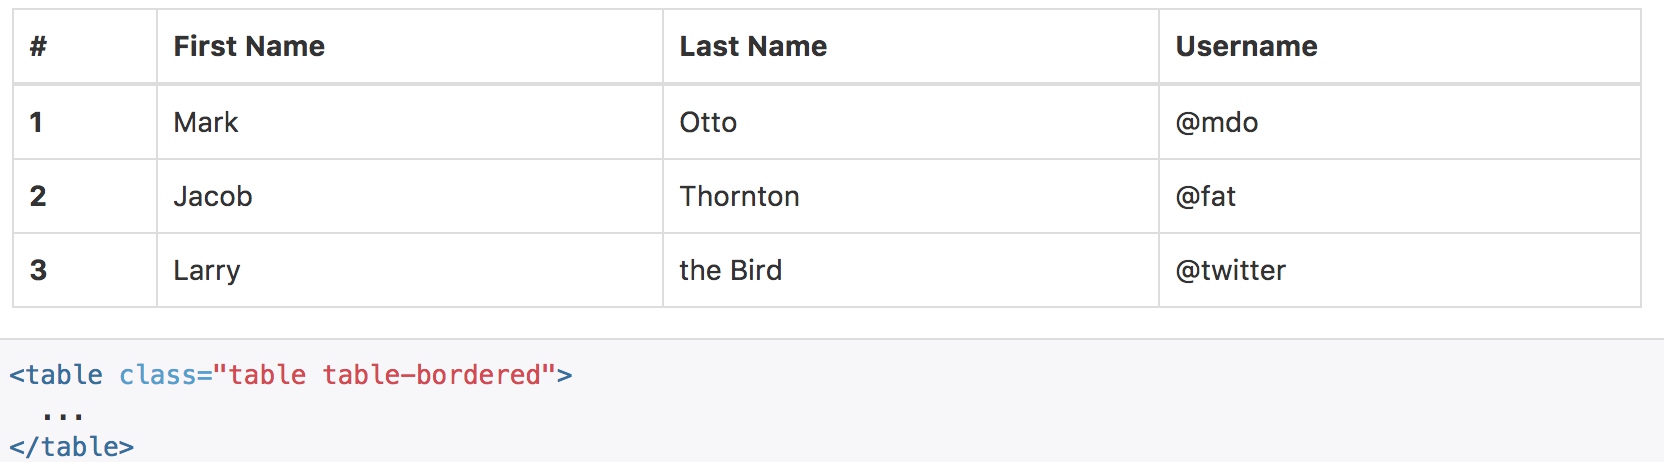 # First Name Last Name Username
1 Mark Otto @mdo
2 Jacob Thornton @fat
3 Larry the Bird @twitter
<table class="table table-bordered">
  ...
</table>